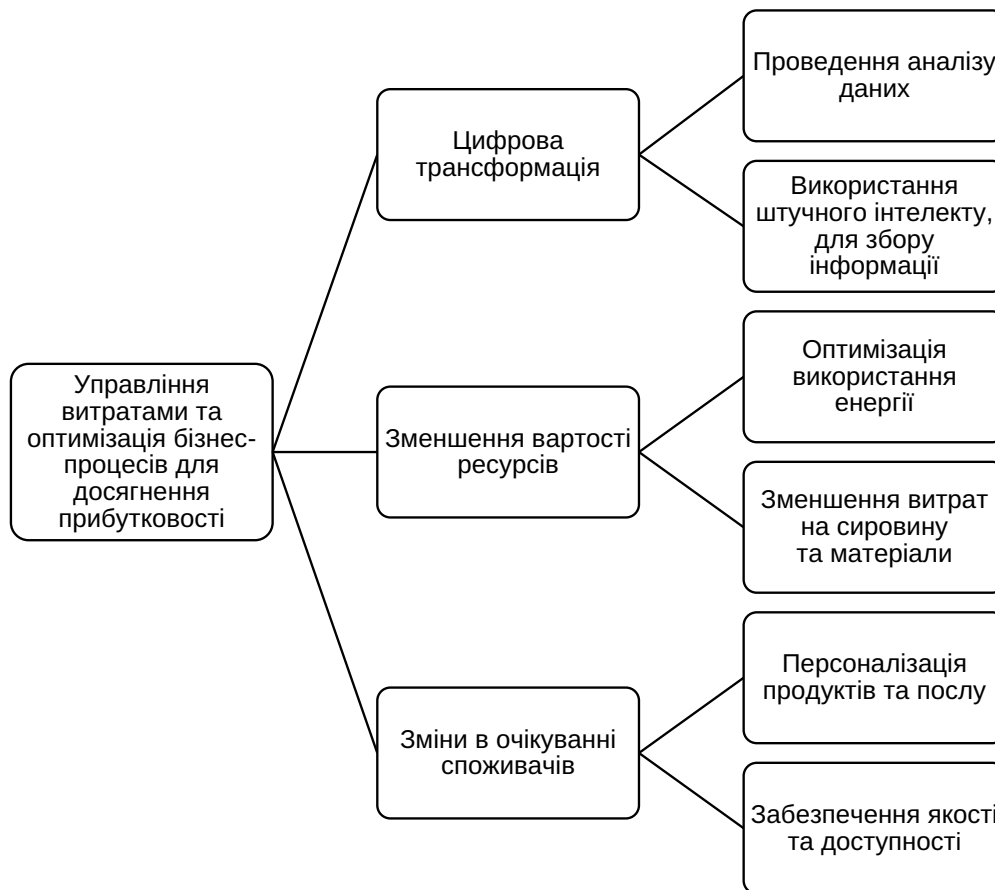 Управління
витратами та
оптимізація бізнес-
процесів для
досягнення
прибутковості
Цифрова
трансформація
Проведення аналізу
даних
Використання
штучного інтелекту,
для збору
інформації
Зменшення вартості
ресурсів
Оптимізація
використання
енергії
Зменшення витрат
на сировину
та матеріали
Зміни в очікуванні
споживачів
Персоналізація
продуктів та послу
Забезпечення якості
та доступності